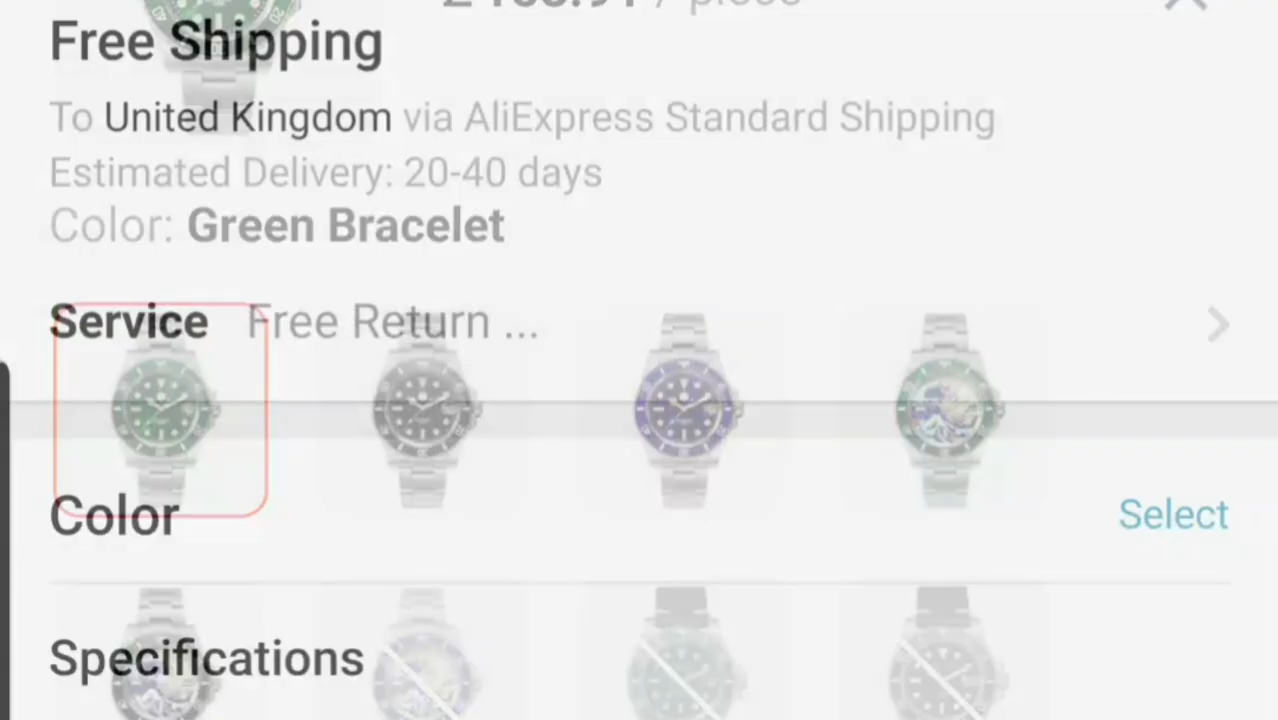 / piece
Free Shipping
To United Kingdom via AliExpress Standard Shipping
Estimated Delivery: 20-40 days
Color: Green Bracelet
Service Free Return ...
Color
Select
Specifications